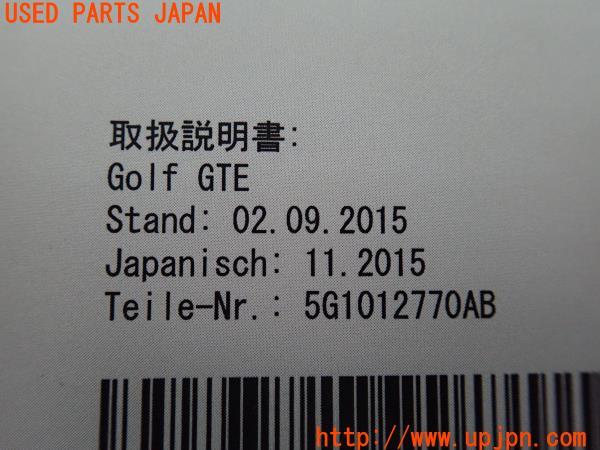 USED PARTS JAPAN
取扱説明書:
Golf GTE
Stand: 02.09.2015
Japanisch: 11.2015
Teile-Nr.: 5G1012770AB
http://www.upjpn.com